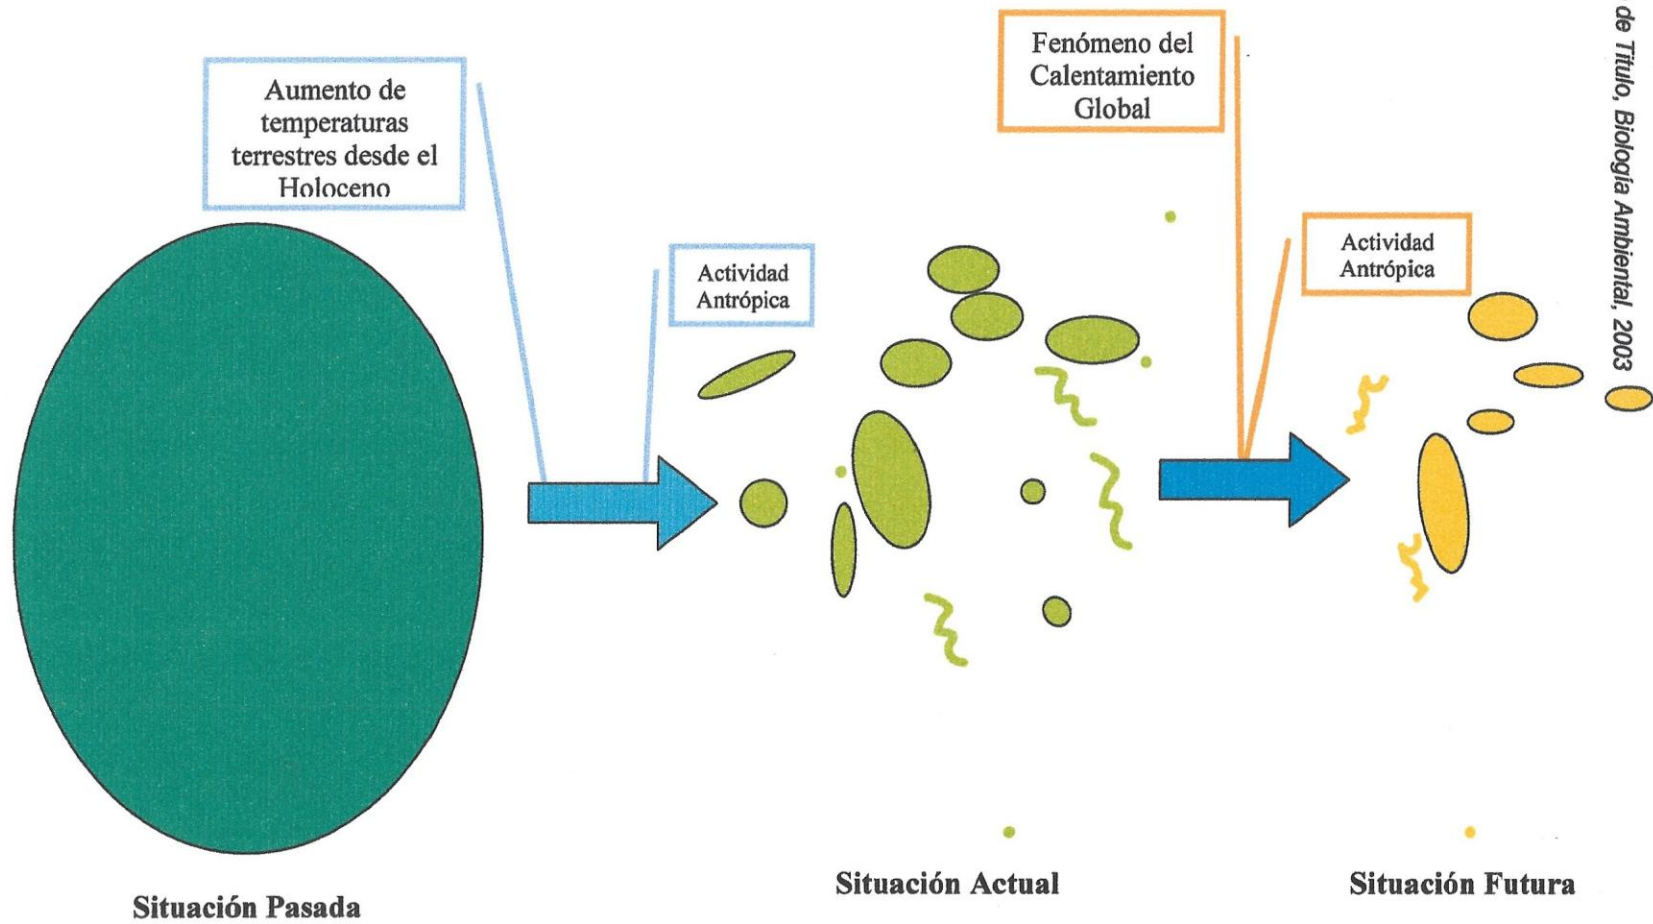 Aumento de
temperaturas
terrestres desde el
Holoceno
Actividad
Antrópica
Fenómeno del
Calentamiento
Global
Actividad
Antrópica
de Título, Biología Ambiental, 2003
Situación Pasada
Situación Actual
Situación Futura